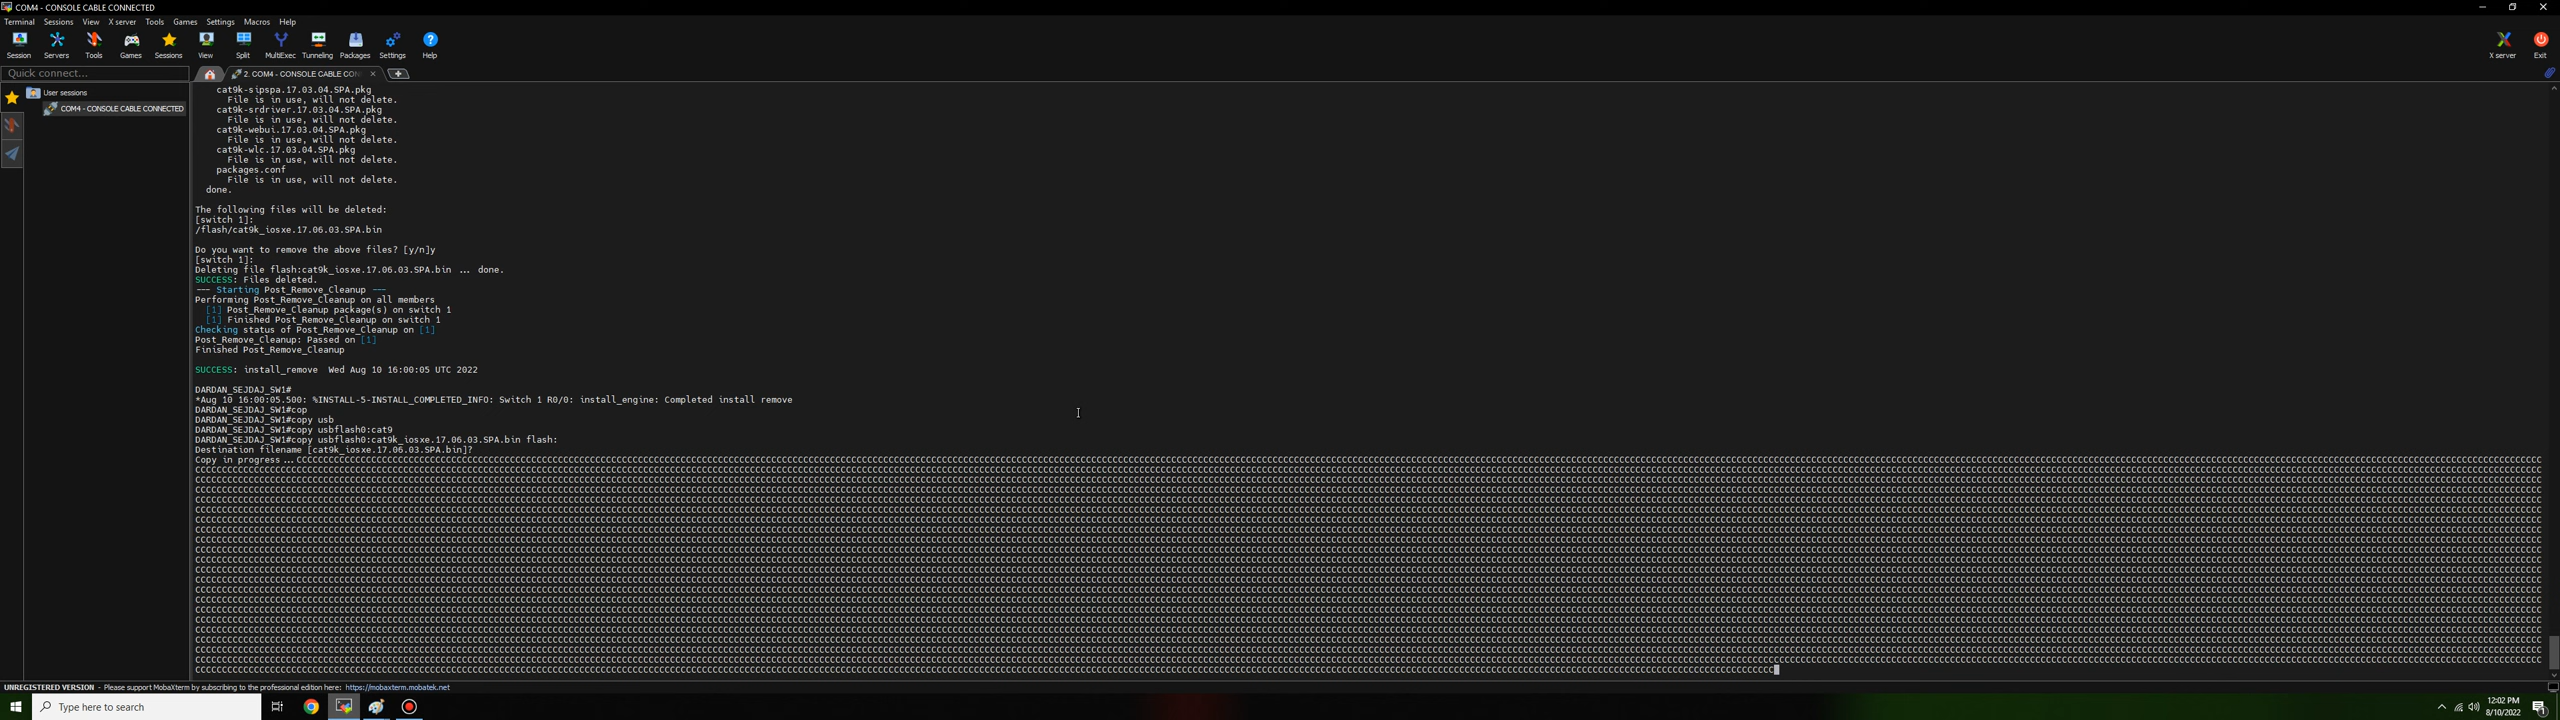 COM4 - CONSOLE CABLE CONNECTED
Terminal Sessions View X server Tools Games Settings Macros Help
Session Servers Tools Games Sessions View Split MultiExec Tunneling Packages Settings Help X server Exit
Quick connect...
2. COM4 - CONSOLE CABLE CON
User sessions
COM4 - CONSOLE CABLE CONNECTED
cat9k-sipspa.17.03.04.SPA.pkg
File is in use, will not delete.
cat9k-srdriver.17.03.04.SPA.pkg
File is in use, will not delete.
cat9k-webui.17.03.04.SPA.pkg
File is in use, will not delete.
cat9k-wlc.17.03.04.SPA.pkg
File is in use, will not delete.
packages.conf
File is in use, will not delete.
done.
The following files will be deleted:
[switch 1]:
/flash/cat9k_iosxe.17.06.03.SPA.bin
Do you want to remove the above files? [y/n]y
[switch 1]:
Deleting file flash:cat9k_iosxe.17.06.03.SPA.bin ... done.
SUCCESS: Files deleted.
--- Starting Post_Remove_Cleanup ---
Performing Post_Remove_Cleanup on all members
[1] Post_Remove_Cleanup package(s) on switch 1
[1] Finished Post_Remove_Cleanup on switch 1
Checking status of Post_Remove_Cleanup on [1]
Post_Remove_Cleanup: Passed on [1]
Finished Post_Remove_Cleanup
SUCCESS: install_remove Wed Aug 10 16:00:05 UTC 2022
DARDAN_SEJDAJ_SW1#
*Aug 10 16:00:05.500: %INSTALL-5-INSTALL_COMPLETED_INFO: Switch 1 R0/0: install_engine: Completed install remove
DARDAN_SEJDAJ_SW1#cop
DARDAN_SEJDAJ_SW1#copy usb
DARDAN_SEJDAJ_SW1#copy usbflash0:cat9
DARDAN_SEJDAJ_SW1#copy usbflash0:cat9k_iosxe.17.06.03.SPA.bin flash:
Destination filename [cat9k_iosxe.17.06.03.SPA.bin]?
Copy in progress...
UNREGISTERED VERSION - Please support MobaXterm by subscribing to the professional edition here: https://mobaxterm.mobatek.net
Type here to search
12:02 PM
8/10/2022
1